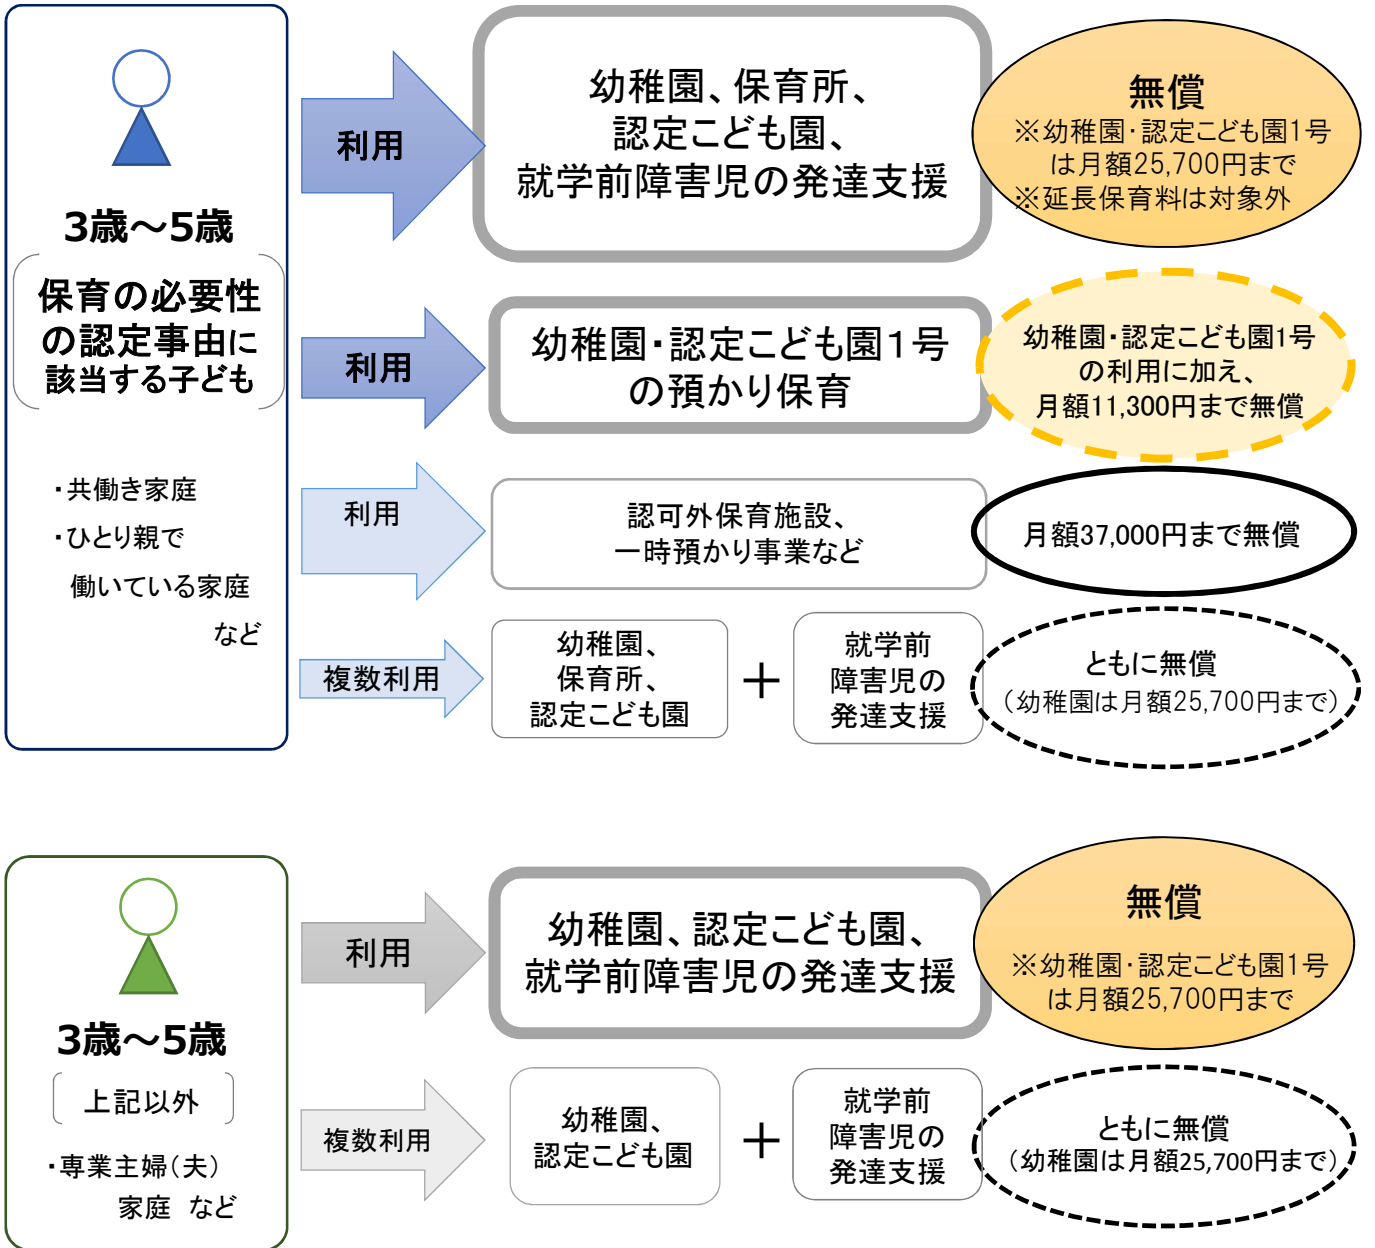 3歳～5歳
保育の必要性
の認定事由に
該当する子ども
・共働き家庭
・ひとり親で
働いている家庭
など
利用
幼稚園、保育所、
認定こども園、
就学前障害児の発達支援
無償
※幼稚園・認定こども園1号
は月額25,700円まで
※延長保育料は対象外
利用
幼稚園・認定こども園１号
の預かり保育
幼稚園・認定こども園1号
の利用に加え、
月額11,300円まで無償
利用
認可外保育施設、
一時預かり事業など
月額37,000円まで無償
複数利用
幼稚園、
保育所、
認定こども園
＋
就学前
障害児の
発達支援
ともに無償
（幼稚園は月額25,700円まで）
3歳～5歳
上記以外
・専業主婦（夫）
家庭 など
利用
幼稚園、認定こども園、
就学前障害児の発達支援
無償
※幼稚園・認定こども園1号
は月額25,700円まで
複数利用
幼稚園、
認定こども園
＋
就学前
障害児の
発達支援
ともに無償
（幼稚園は月額25,700円まで）